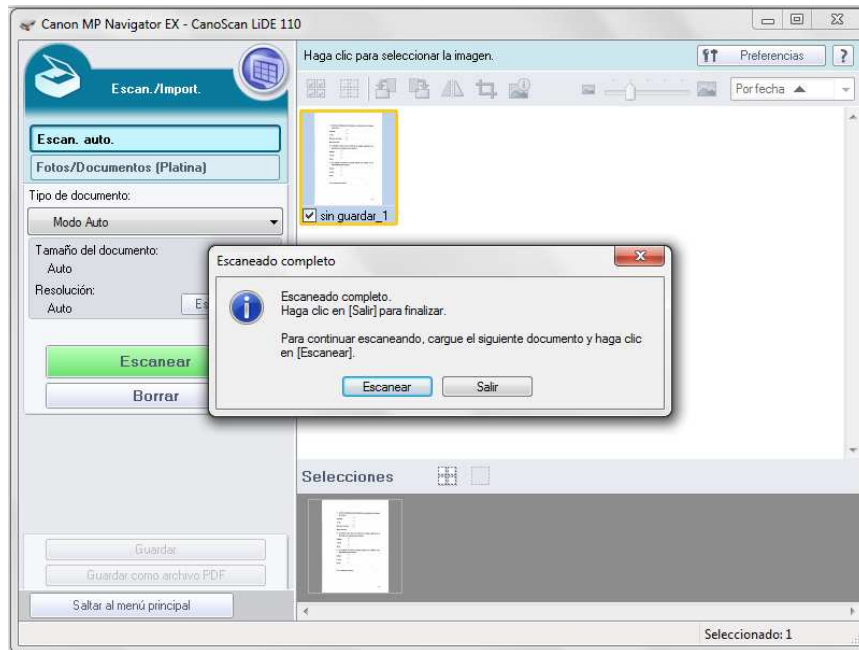 Canon MP Navigator EX - CanoScan LiDE 110
Escan./Import.
Haga clic para seleccionar la imagen.
Preferencias
?
Por fecha
Escan. auto.
Fotos/Documentos (Platina)
Tipo de documento:
Modo Auto
Tamaño del documento:
Auto
Resolución:
Auto
Es
Escanear
Borrar
sin guardar_1
Escaneado completo
Escaneado completo.
Haga clic en [Salir] para finalizar.
Para continuar escaneando, cargue el siguiente documento y haga clic
en [Escanear].
Escanear
Salir
Selecciones
Guardar
Guardar como archivo PDF
Saltar al menú principal
Seleccionado: 1